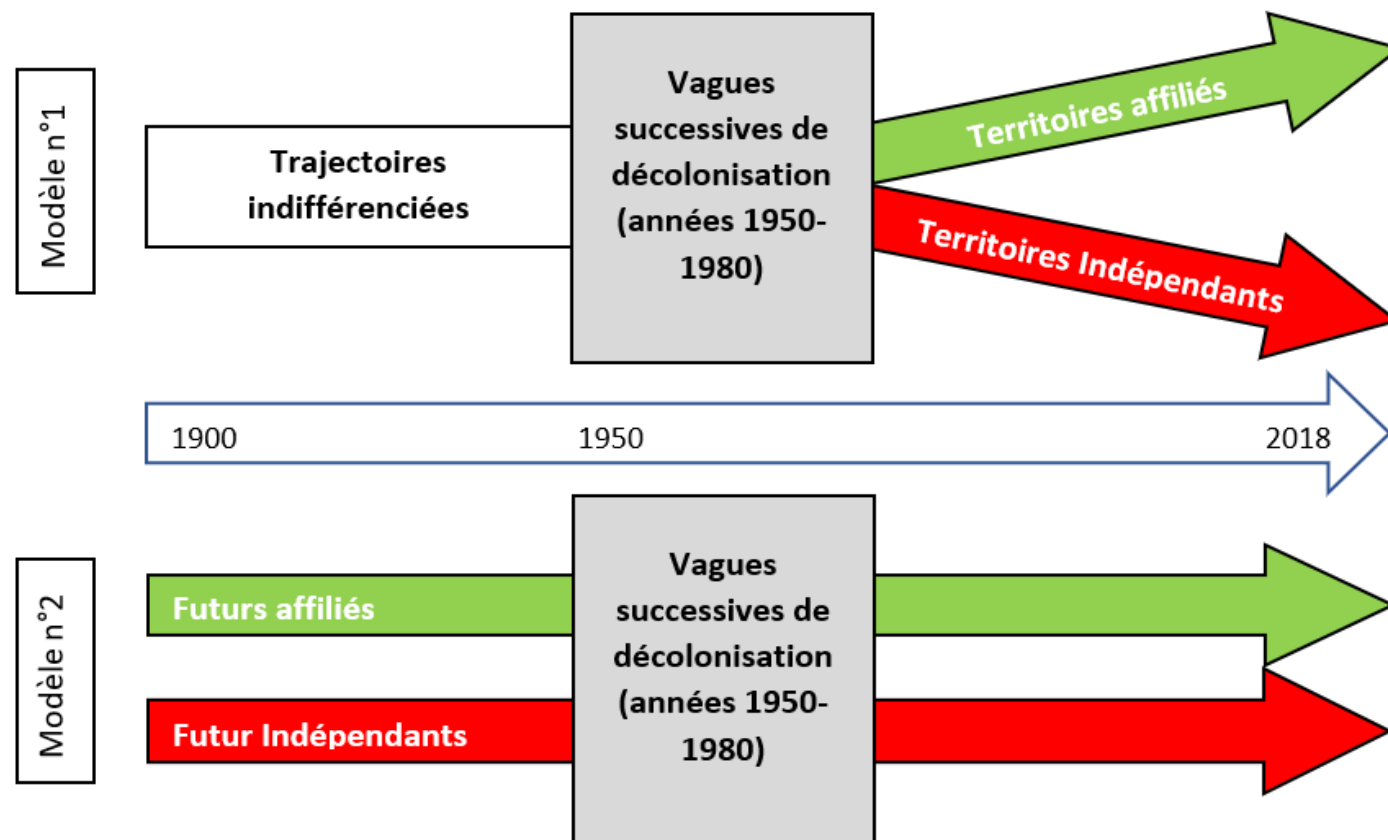 Modèle n°1
Trajectoires
indifférenciées
Vagues
successives de
décolonisation
(années 1950-
1980)
Territoires affiliés
Territoires Indépendants
1900
1950
2018
Modèle n°2
Futurs affiliés
Futur Indépendants
Vagues
successives de
décolonisation
(années 1950-
1980)